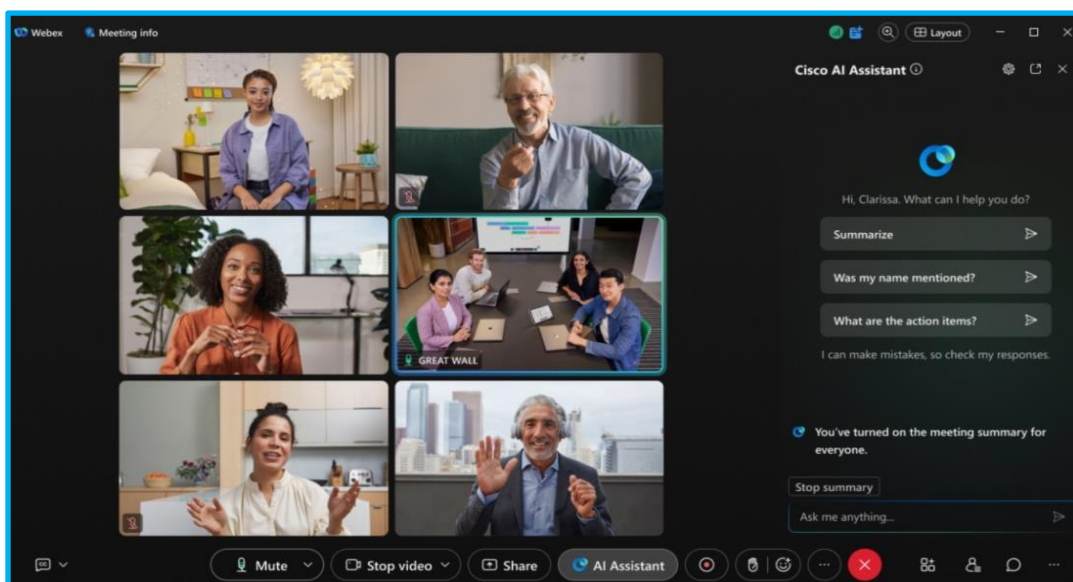 Webex
Meeting info
Layout
Cisco AI Assistant
Hi, Clarissa. What can I help you do?
Summarize
Was my name mentioned?
What are the action items?
I can make mistakes, so check my responses.
GREAT WALL
You've turned on the meeting summary for
everyone.
Stop summary
Ask me anything...
CC
Mute
Stop video
Share
AI Assistant